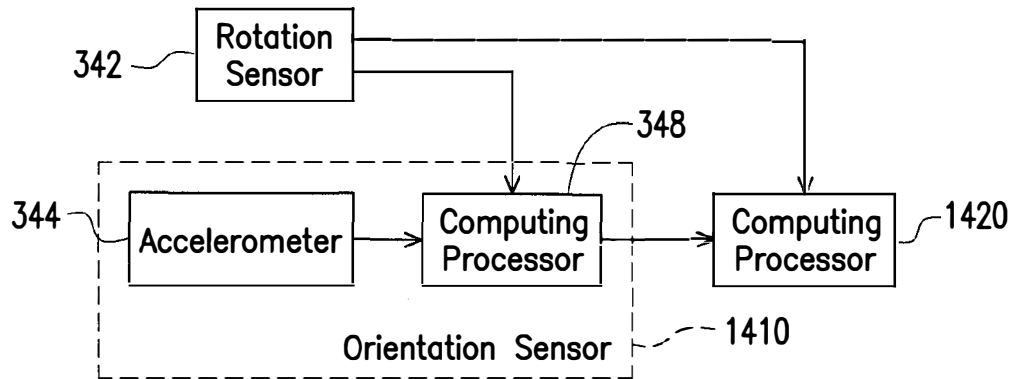 Rotation
Sensor
342
348
344
Accelerometer
Computing
Processor
Computing
Processor
1420
Orientation Sensor
1410